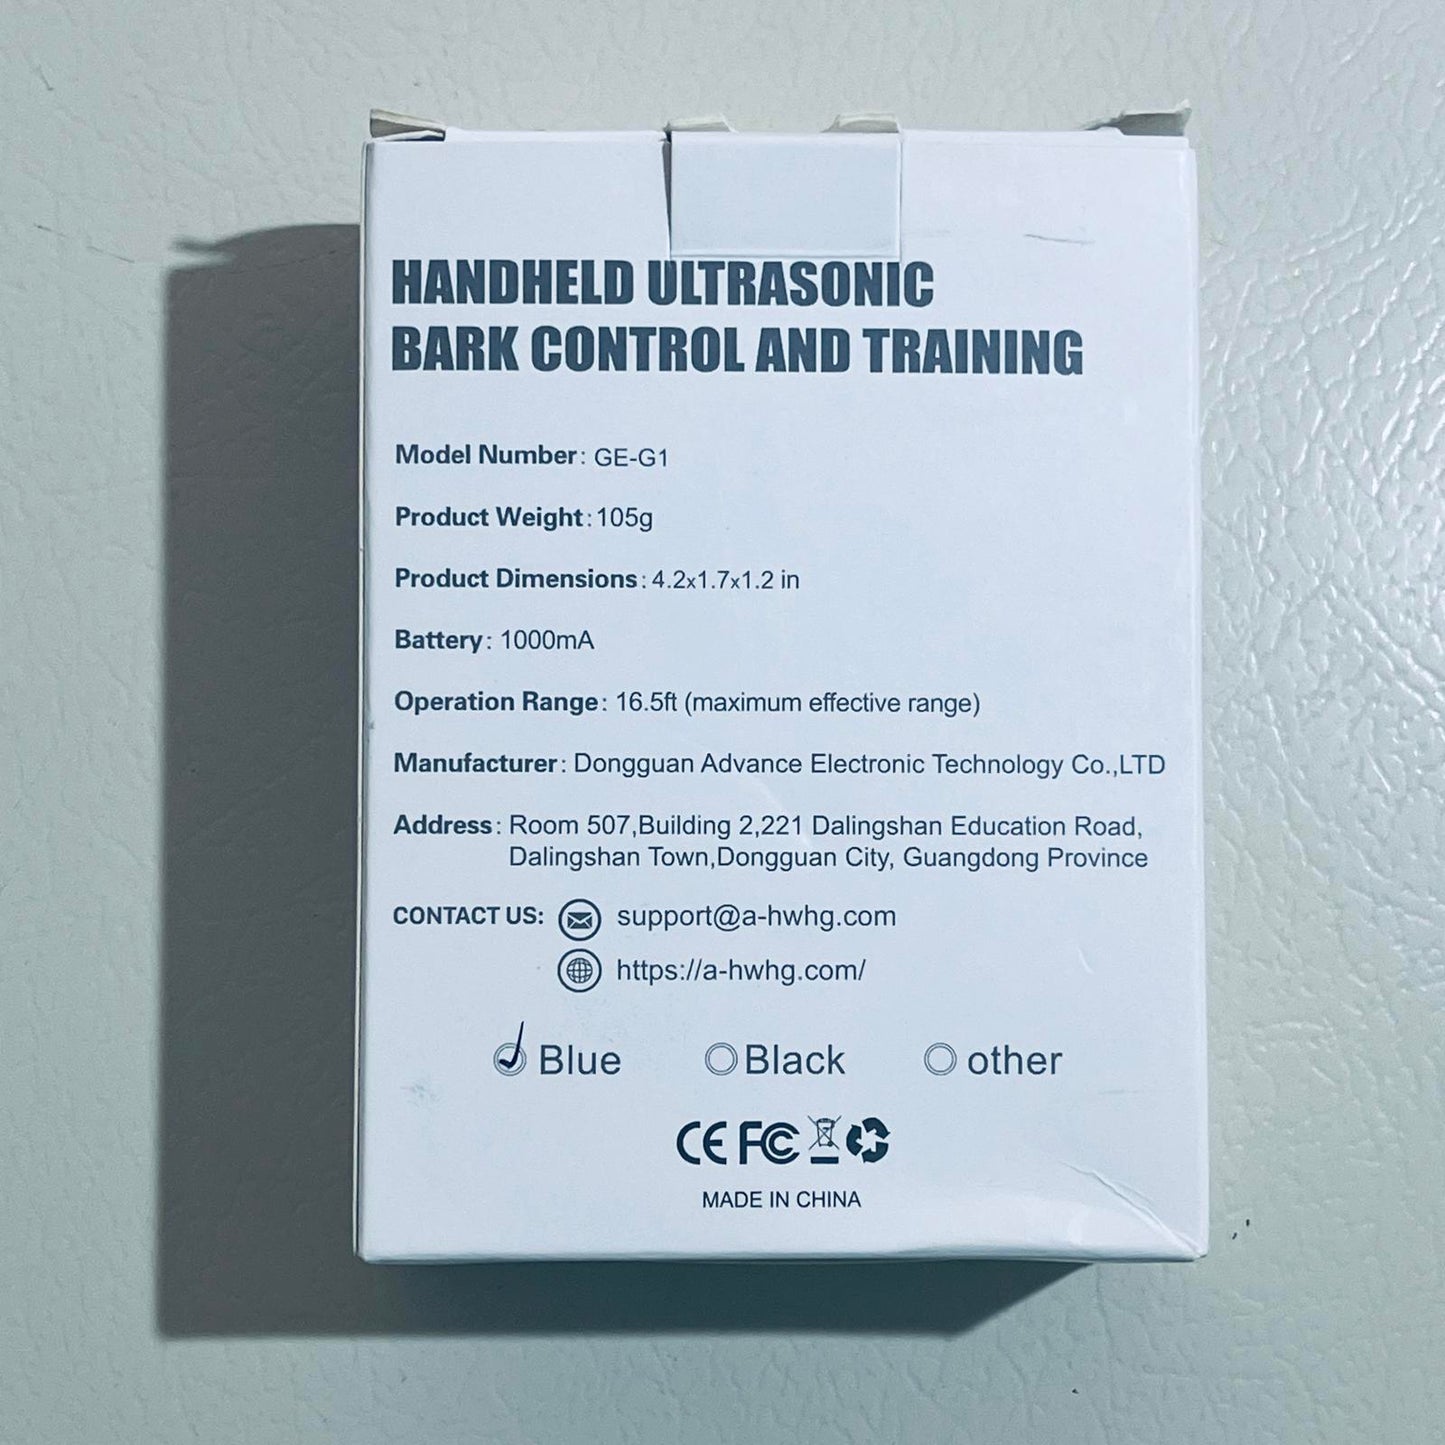 HANDHELD ULTRASONIC
BARK CONTROL AND TRAINING
Model Number: GE-G1
Product Weight: 105g
Product Dimensions: 4.2x1.7x1.2 in
Battery: 1000mA
Operation Range: 16.5ft (maximum effective range)
Manufacturer: Dongguan Advance Electronic Technology Co.,LTD
Address: Room 507,Building 2,221 Dalingshan Education Road,
Dalingshan Town,Dongguan City, Guangdong Province
CONTACT US: support@a-hwhg.com
https://a-hwhg.com/
Blue Black other
CE FC
MADE IN CHINA